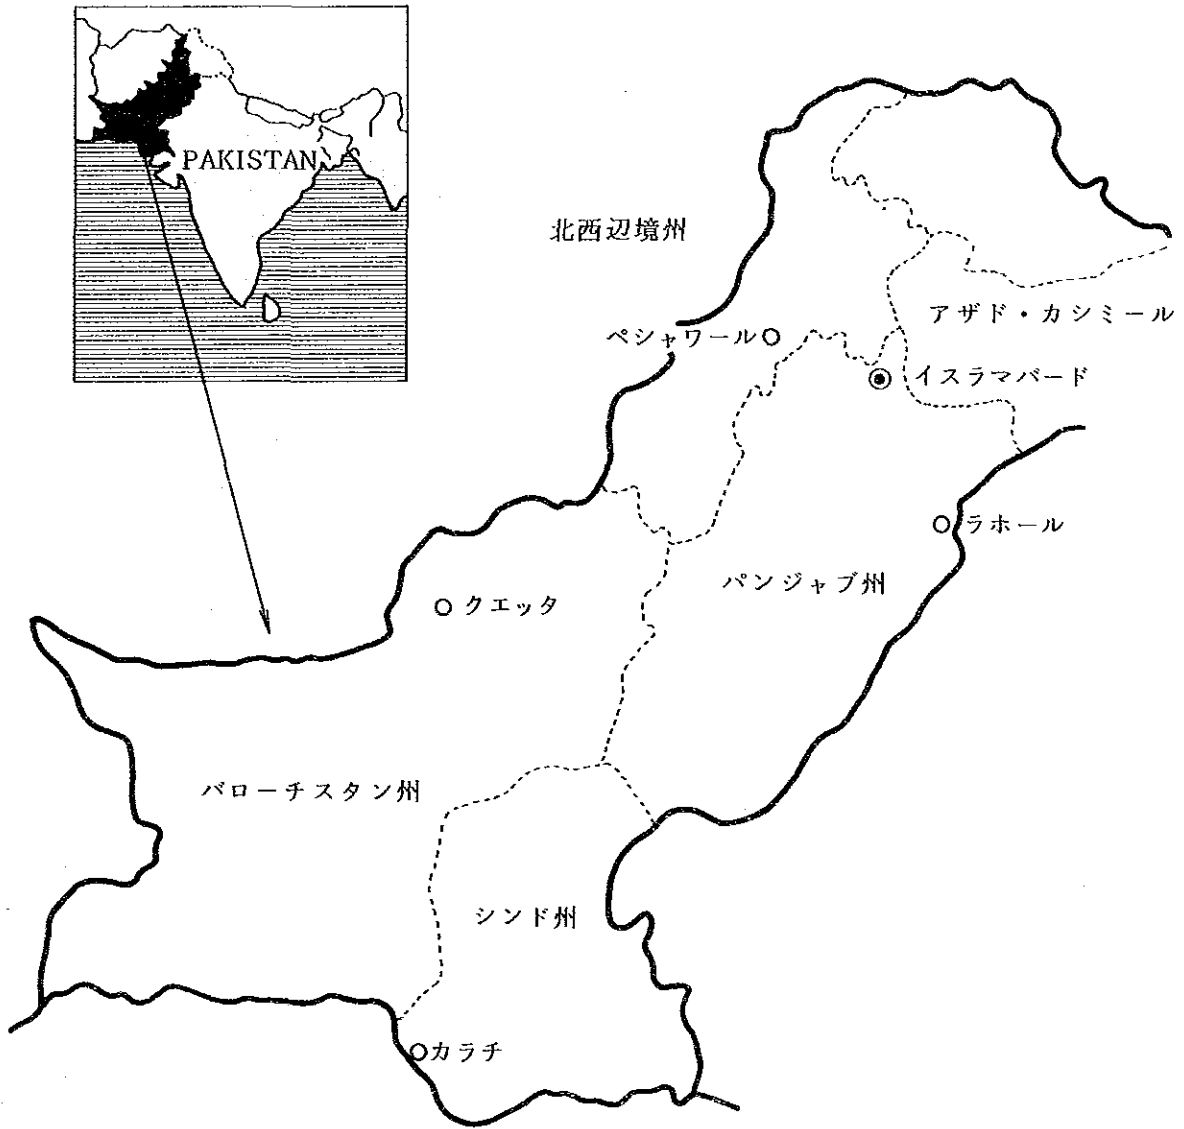 PAKISTAN
北西辺境州
アザド・カシミール
ペシャワール
イスラマバード
ラホール
パンジャブ州
クエッタ
バローチスタン州
シンド州
カラチ